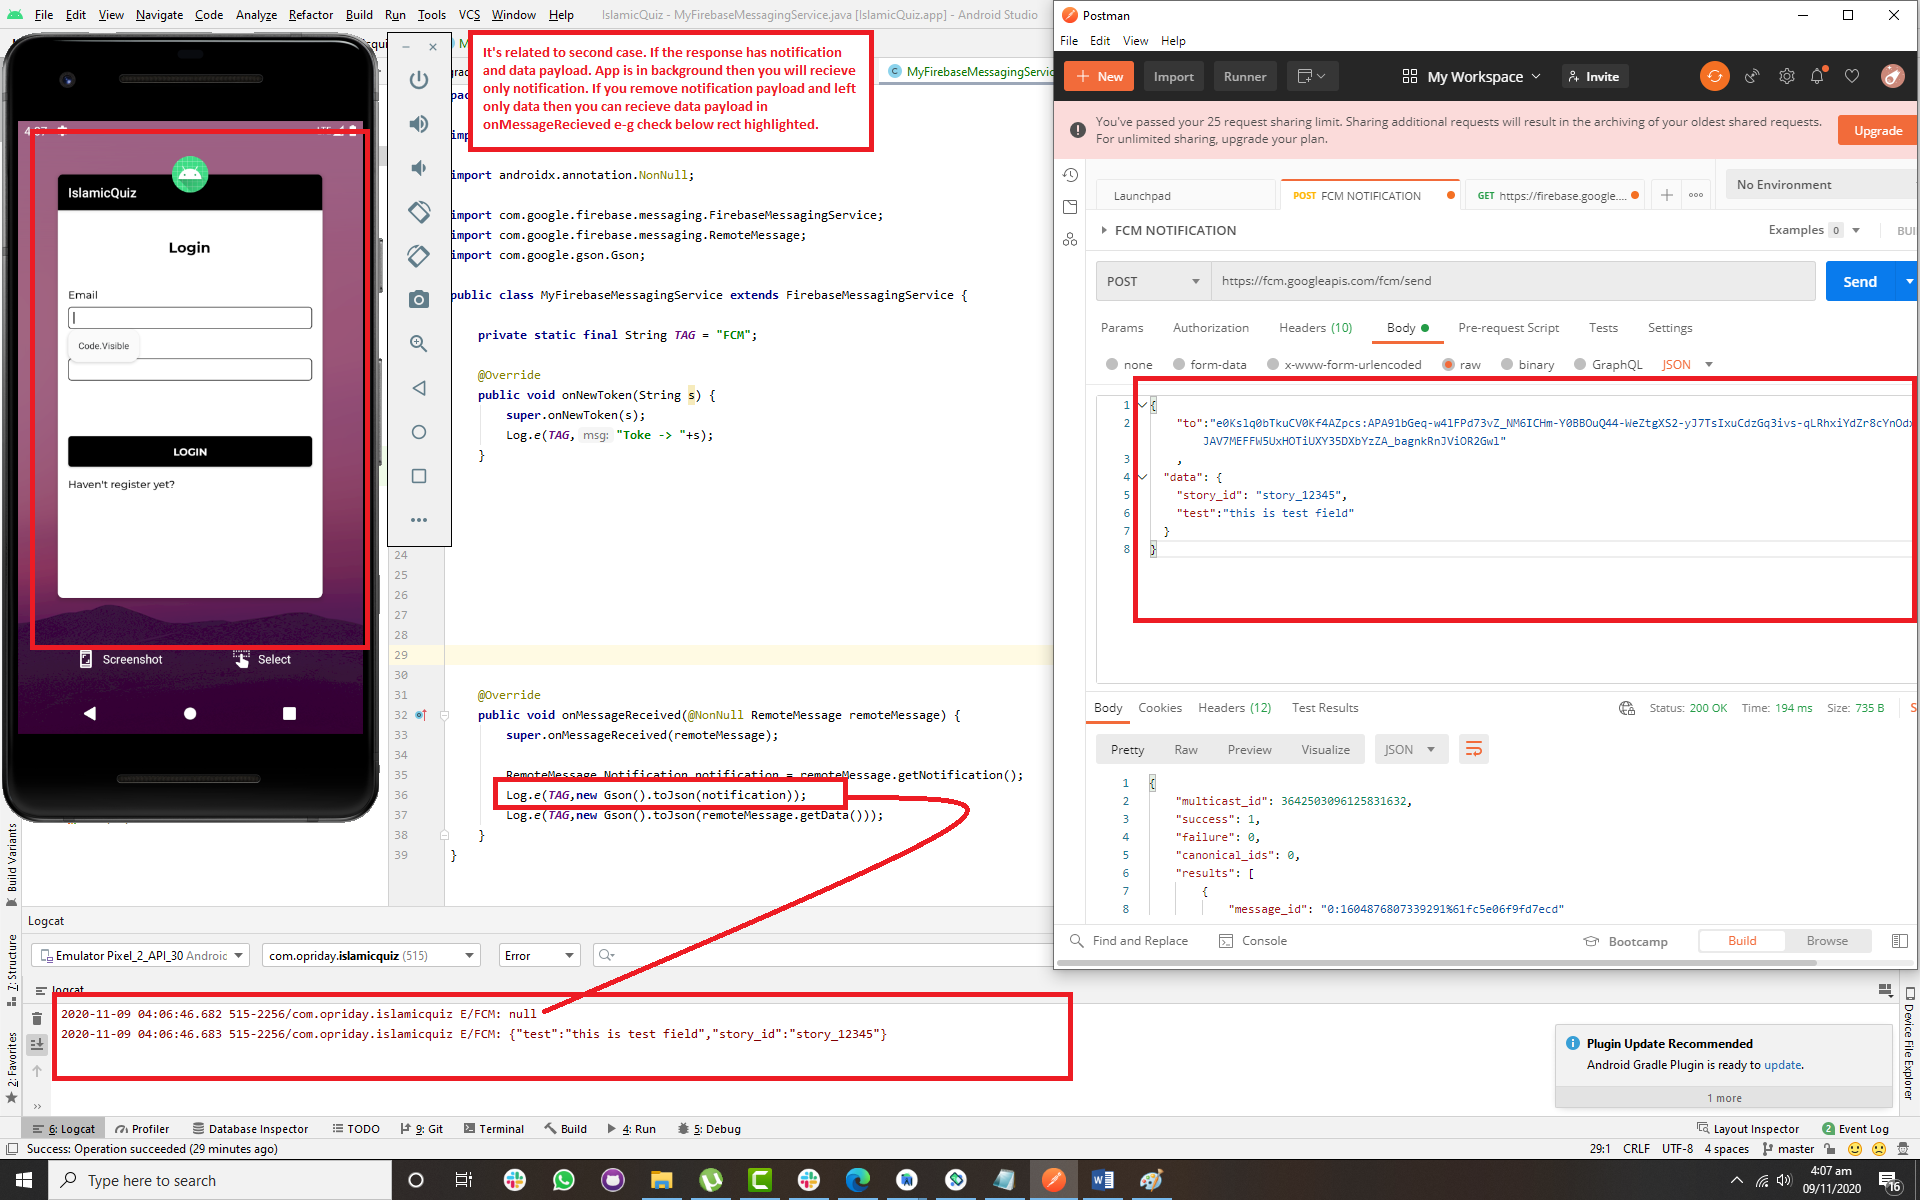 File Edit View Navigate Code Analyze Refactor Build Run Tools VCS Window Help IslamicQuiz - MyFirebaseMessagingService.java [IslamicQuiz.app] - Android Studio
It's related to second case. If the response has notification
and data payload. App is in background then you will recieve
only notification. If you remove notification payload and left
only data then you can recieve data payload in
onMessageRecieved e-g check below rect highlighted.
MyFirebaseMessagingServic
IslamicQuiz
Login
Email
Code.Visible
LOGIN
Haven't register yet?
Screenshot Select
import androidx.annotation.NonNull;
import com.google.firebase.messaging.FirebaseMessagingService;
import com.google.firebase.messaging.RemoteMessage;
import com.google.gson.Gson;
public class MyFirebaseMessagingService extends FirebaseMessagingService {
private static final String TAG = "FCM";
@Override
public void onNewToken(String s) {
super.onNewToken(s);
Log.e(TAG, msg: "Toke -> "+s);
}
24
25
26
27
28
29
30
31 @Override
32 public void onMessageReceived(@NonNull RemoteMessage remoteMessage) {
33 super.onMessageReceived(remoteMessage);
34
35 RemoteMessage.Notification notification = remoteMessage.getNotification();
36 Log.e(TAG,new Gson().toJson(notification));
37 Log.e(TAG,new Gson().toJson(remoteMessage.getData()));
38 }
39 }
Build Variants
7: Structure
2: Favorites
Logcat
Emulator Pixel_2_API_30 Android com.opriday.islamicquiz (515) Error
logcat
2020-11-09 04:06:46.682 515-2256/com.opriday.islamicquiz E/FCM: null
2020-11-09 04:06:46.683 515-2256/com.opriday.islamicquiz E/FCM: {"test":"this is test field","story_id":"story_12345"}
Postman
File Edit View Help
New Import Runner My Workspace Invite
You've passed your 25 request sharing limit. Sharing additional requests will result in the archiving of your oldest shared requests.
For unlimited sharing, upgrade your plan.
Upgrade
Launchpad POST FCM NOTIFICATION GET https://firebase.google.... No Environment
FCM NOTIFICATION Examples 0 BUI
POST https://fcm.googleapis.com/fcm/send Send
Params Authorization Headers (10) Body Pre-request Script Tests Settings
none form-data x-www-form-urlencoded raw binary GraphQL JSON
1 {
2 "to":"e0Kslq0bTkuCV0Kf4AZpcs:APA91bGeq-w4lFPd73vZ_NM6ICHm-Y0BBOuQ44-WeZtgXS2-yJ7TsIxuCdzGq3ivs-qLRhxiYdZr8cYnOdx
JAV7MEFFW5UxHOTiUXY35DXbYzZA_bagnkRnJViOR2Gwl"
3 ,
4 "data": {
5 "story_id": "story_12345",
6 "test":"this is test field"
7 }
8 }
Body Cookies Headers (12) Test Results Status: 200 OK Time: 194 ms Size: 735 B S
Pretty Raw Preview Visualize JSON
1 {
2 "multicast_id": 3642503096125831632,
3 "success": 1,
4 "failure": 0,
5 "canonical_ids": 0,
6 "results": [
7 {
8 "message_id": "0:1604876807339291%61fc5e06f9fd7ecd"
Find and Replace Console Bootcamp Build Browse
Device File Explorer
Plugin Update Recommended
Android Gradle Plugin is ready to update.
1 more
6: Logcat Profiler Database Inspector TODO 9: Git Terminal Build 4: Run 5: Debug Layout Inspector 2 Event Log
Success: Operation succeeded (29 minutes ago) 29:1 CRLF UTF-8 4 spaces master
Type here to search
4:07 am
09/11/2020
16